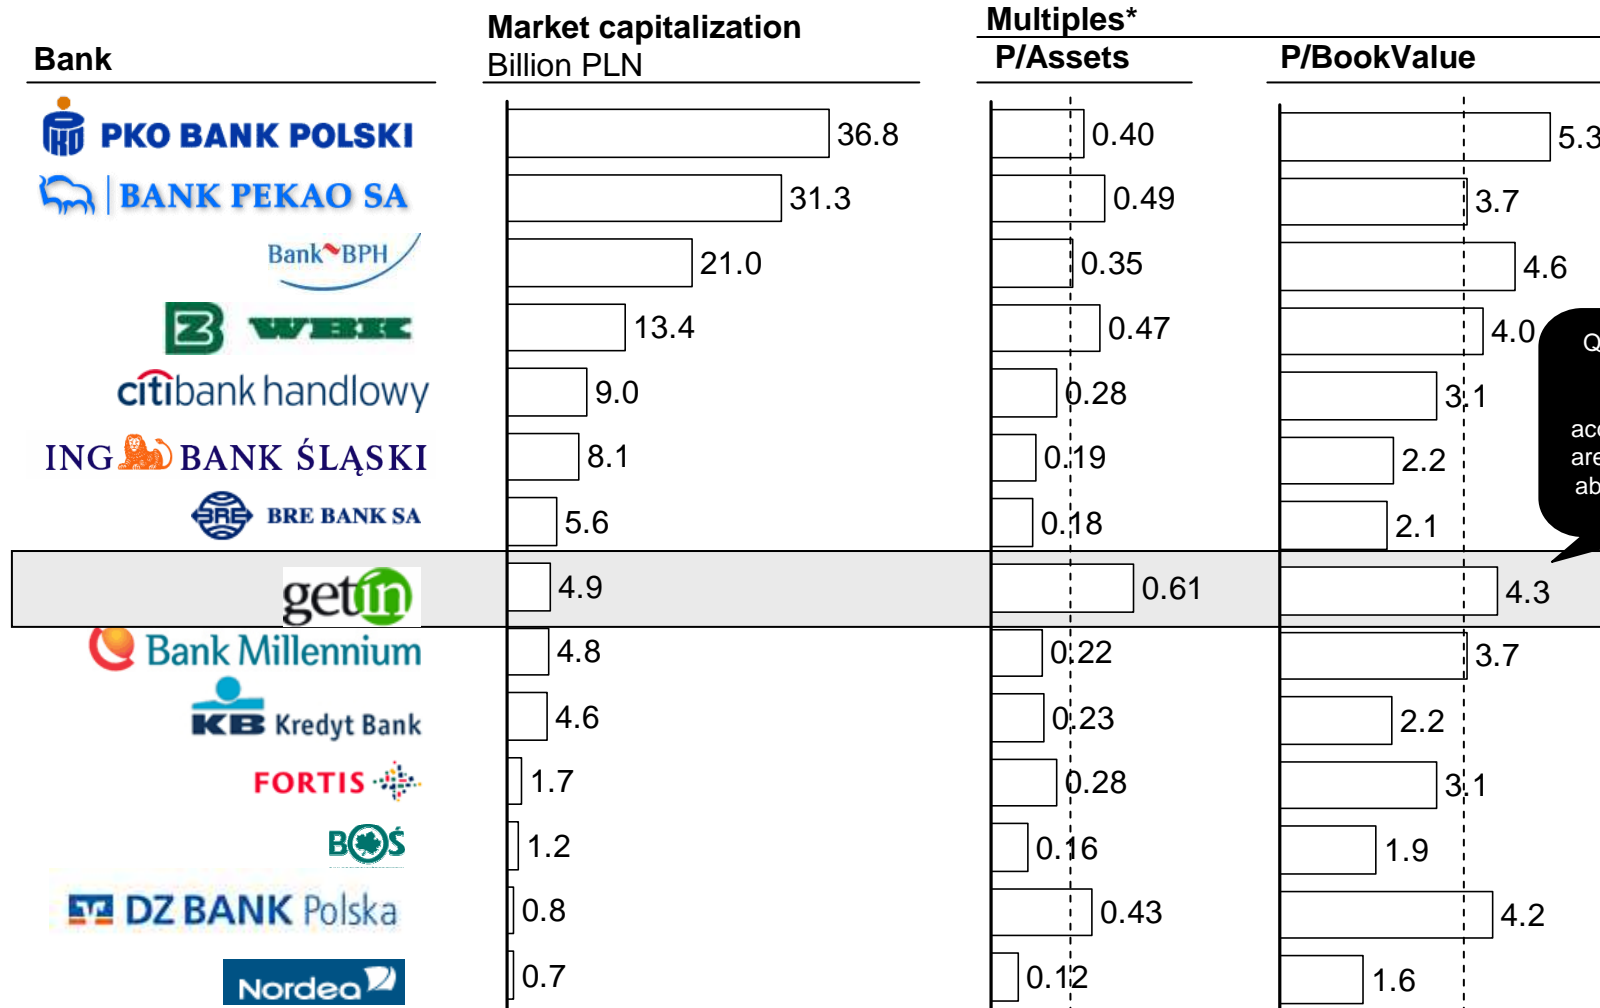 Market capitalization
Billion PLN
Multiples*
Bank
P/Assets
P/BookValue
PKO BANK POLSKI 36.8 0.40 5.3
BANK PEKAO SA 31.3 0.49 3.7
Bank BPH 21.0 0.35 4.6
BZ WBK 13.4 0.47 4.0
citibank handlowy 9.0 0.28 3.1
ING BANK ŚLĄSKI 8.1 0.19 2.2
BRE BRE BANK SA 5.6 0.18 2.1
getin 4.9 0.61 4.3
Bank Millennium 4.8 0.22 3.7
KB Kredyt Bank 4.6 0.23 2.2
FORTIS 1.7 0.28 3.1
BOŚ 1.2 0.16 1.9
DZ BANK Polska 0.8 0.43 4.2
Nordea 0.7 0.12 1.6